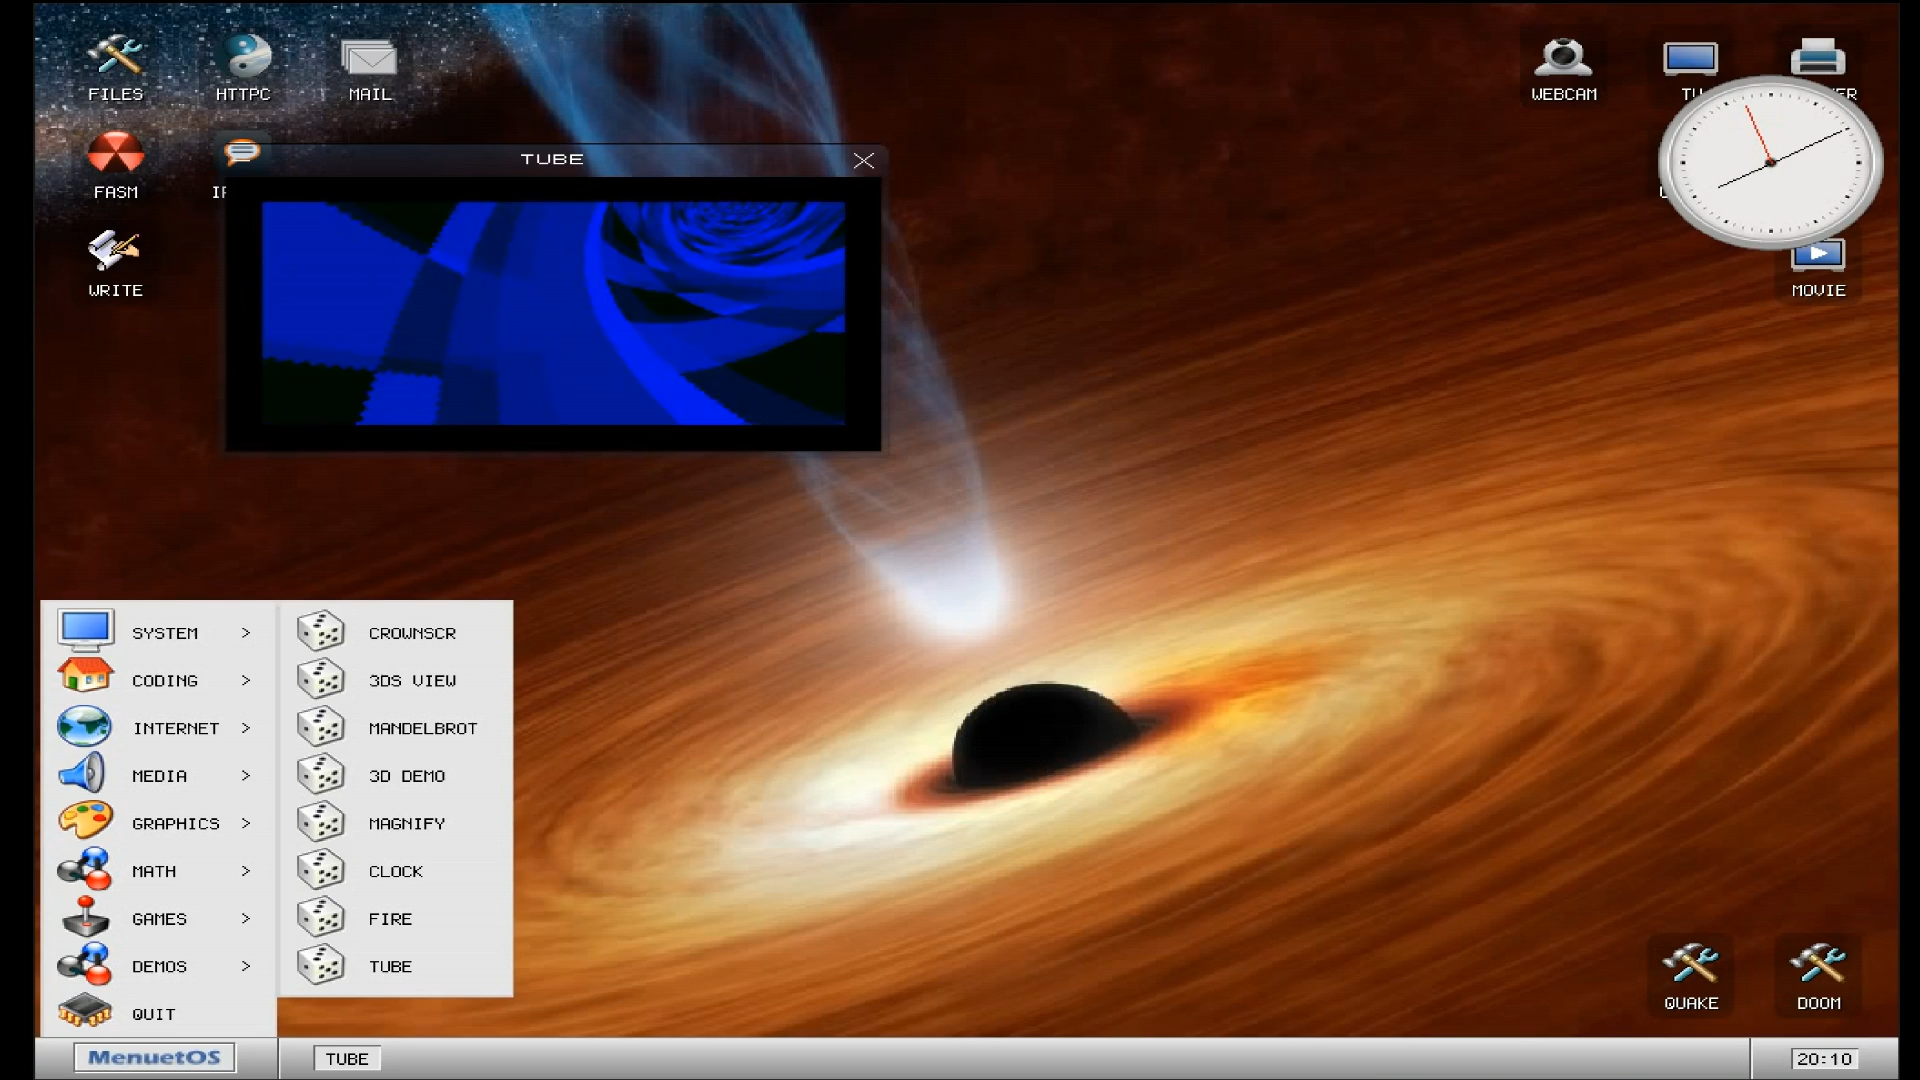 FILES
HTTPC
MAIL
WEBCAM
FASM
WRITE
TUBE
MOVIE
SYSTEM >
CODING >
INTERNET >
MEDIA >
GRAPHICS >
MATH >
GAMES >
DEMOS >
QUIT
CROWNSCR
3DS VIEW
MANDELBROT
3D DEMO
MAGNIFY
CLOCK
FIRE
TUBE
QUAKE
DOOM
MenuetOS
TUBE
20:10